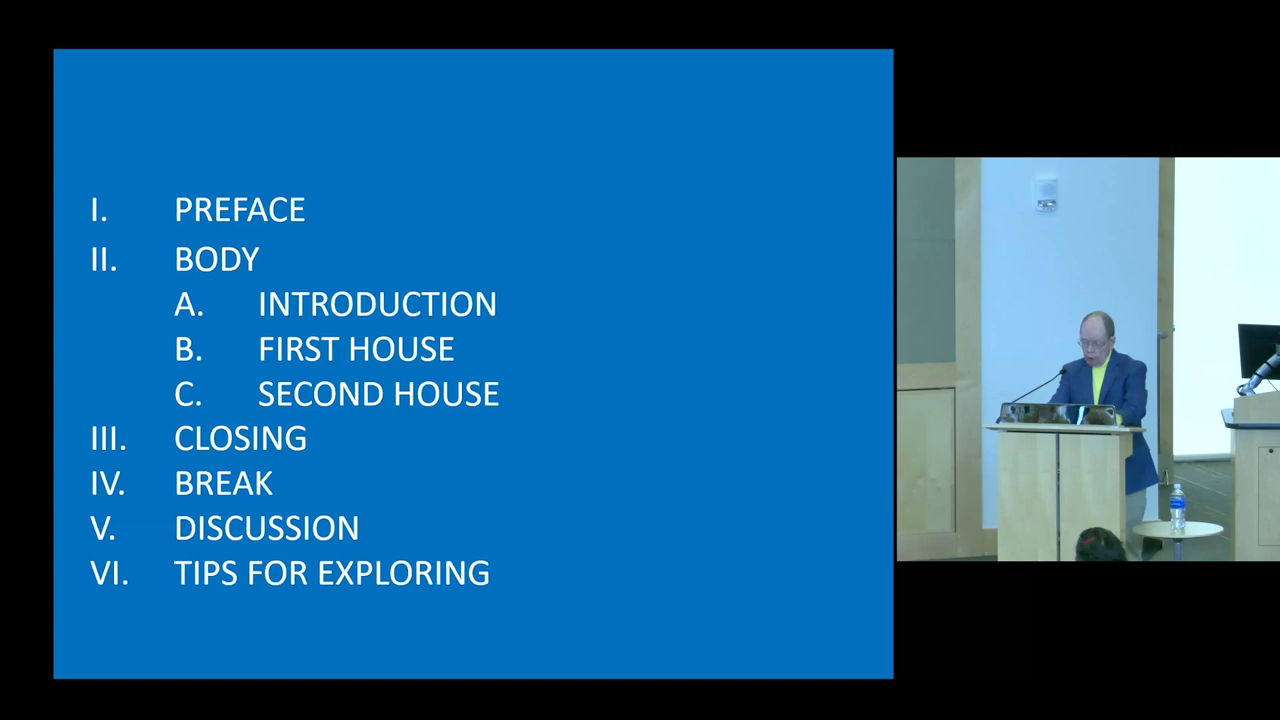 I. PREFACE
II. BODY
A. INTRODUCTION
B. FIRST HOUSE
C. SECOND HOUSE
III. CLOSING
IV. BREAK
V. DISCUSSION
VI. TIPS FOR EXPLORING